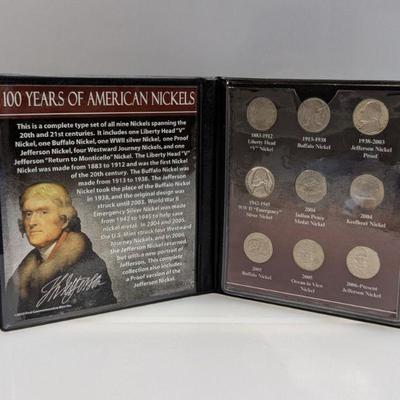 100 YEARS OF AMERICAN NICKELS
This is a complete type set of all nine Nickels spanning the
20th and 21st centuries. It includes one Liberty Head "V"
Nickel, one Buffalo Nickel, one WWII silver Nickel, one Proof
Jefferson Nickel, four Westward Journey Nickels, and one
Jefferson "Return to Monticello" Nickel. The Liberty Head "V"
Nickel was made from 1883 to 1912 and was the first Nickel
of the 20th century. The Buffalo Nickel was
made from 1913 to 1938. The Jefferson
Nickel took the place of the Buffalo Nickel
in 1938, and the original design was
struck until 2003. World War II
Emergency Silver Nickels was made from
1942 to 1945 to help save
nickel metal. In 2004 and 2005,
the U.S. Mint struck four Westward
Journey Nickels, and in 2006,
the Jefferson Nickel returned,
but with a new portrait of
Jefferson. This complete
collection also includes
a Proof version of the
Jefferson Nickel.
1883-1912
Liberty Head
"V" Nickel
1913-1938
Buffalo Nickel
1938-2003
Jefferson Nickel
Proof
1942-1945
WW II "Emergency"
Silver Nickel
2004
Indian Peace
Medal Nickel
2004
Keelboat Nickel
2005
Buffalo Nickel
2005
Ocean in View
Nickel
2006-Present
Jefferson Nickel